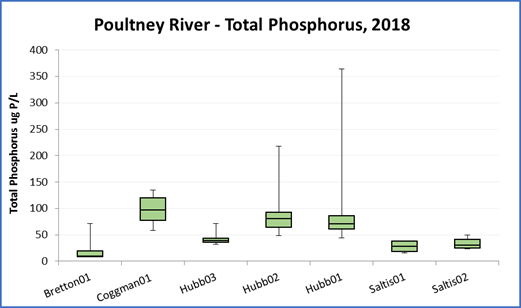 Poultney River - Total Phosphorus, 2018
Total Phosphorus ug P/L
400
350
300
250
200
150
100
50
0
Bretton01
Coggman01
Hubb03
Hubb02
Hubb01
Saltis01
Saltis02